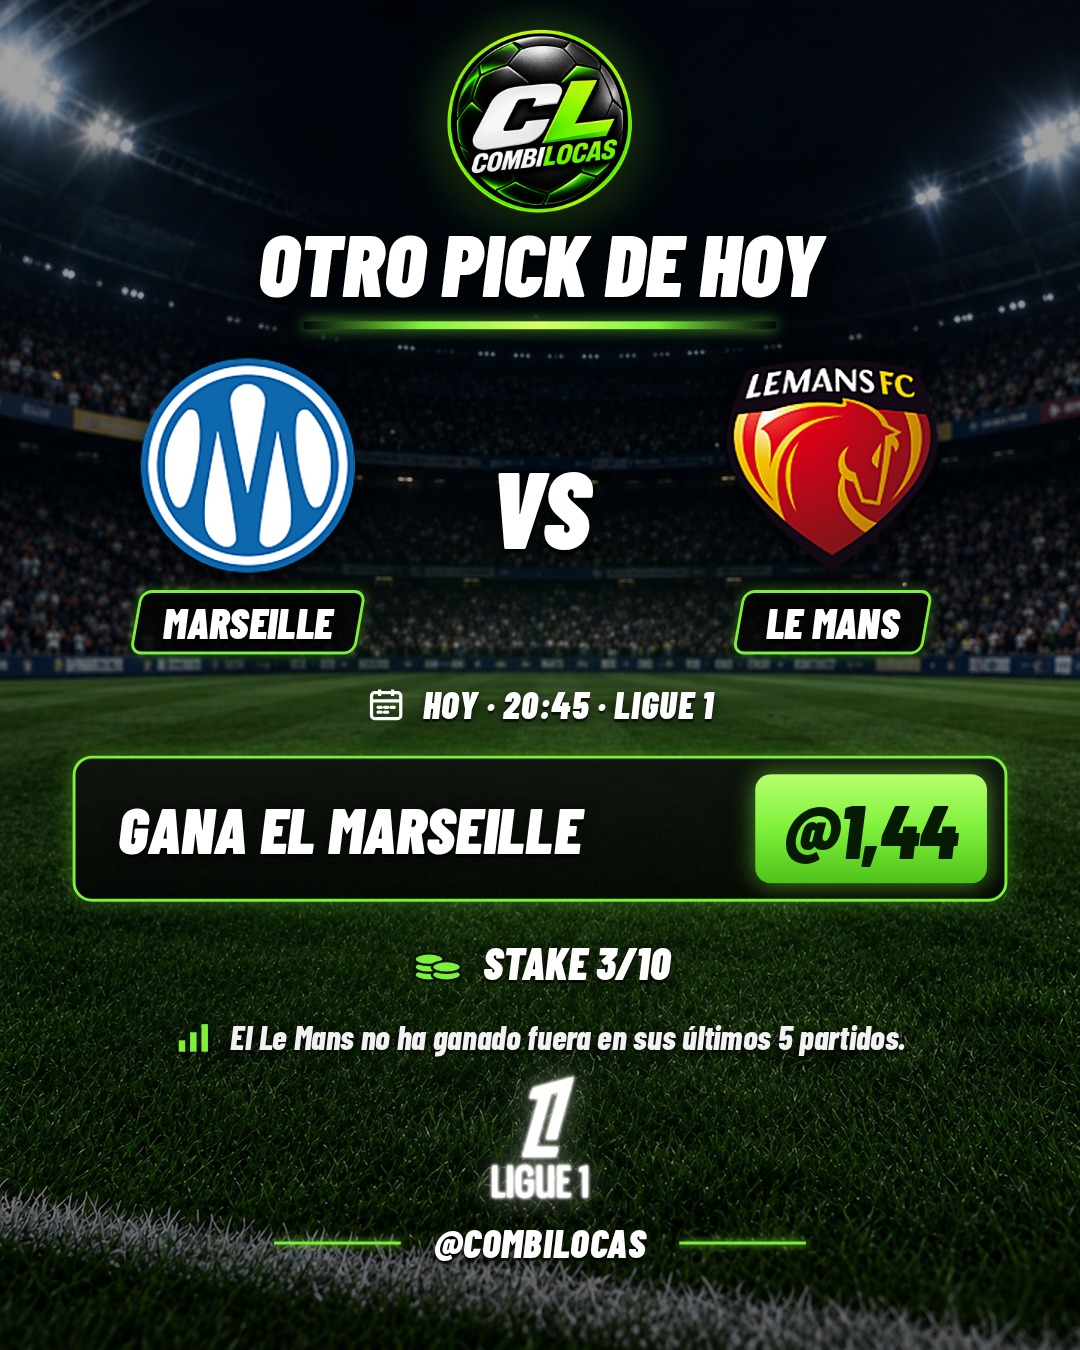 CL
COMBILOCAS
OTRO PICK DE HOY
LEMANS FC
VS
MARSEILLE
LE MANS
HOY · 20:45 · LIGUE 1
GANA EL MARSEILLE
@1,44
STAKE 3/10
El Le Mans no ha ganado fuera en sus últimos 5 partidos.
LIGUE 1
@COMBILOCAS